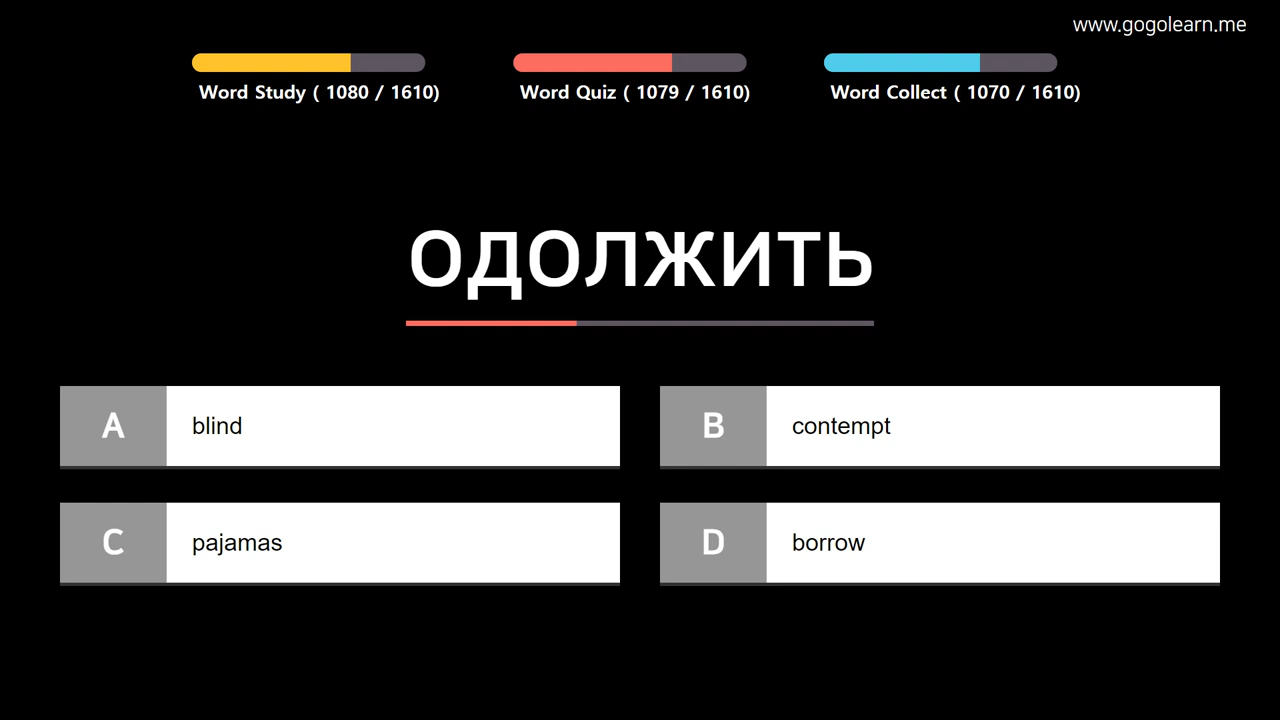 www.gogolearn.me
Word Study ( 1080 / 1610)
Word Quiz ( 1079 / 1610)
Word Collect ( 1070 / 1610)
ОДОЛЖИТЬ
A blind
B contempt
C pajamas
D borrow